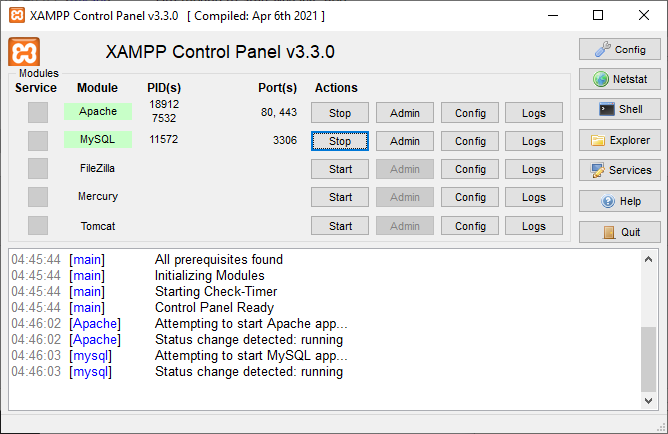 XAMPP Control Panel v3.3.0 [ Compiled: Apr 6th 2021 ]
XAMPP Control Panel v3.3.0
Config
Modules
Service Module PID(s) Port(s) Actions
Netstat
Apache 18912 7532 80, 443 Stop Admin Config Logs
Shell
MySQL 11572 3306 Stop Admin Config Logs
Explorer
FileZilla Start Admin Config Logs
Services
Mercury Start Admin Config Logs
Help
Tomcat Start Admin Config Logs
Quit
04:45:44 [main] All prerequisites found
04:45:44 [main] Initializing Modules
04:45:44 [main] Starting Check-Timer
04:45:44 [main] Control Panel Ready
04:46:02 [Apache] Attempting to start Apache app...
04:46:02 [Apache] Status change detected: running
04:46:03 [mysql] Attempting to start MySQL app...
04:46:03 [mysql] Status change detected: running